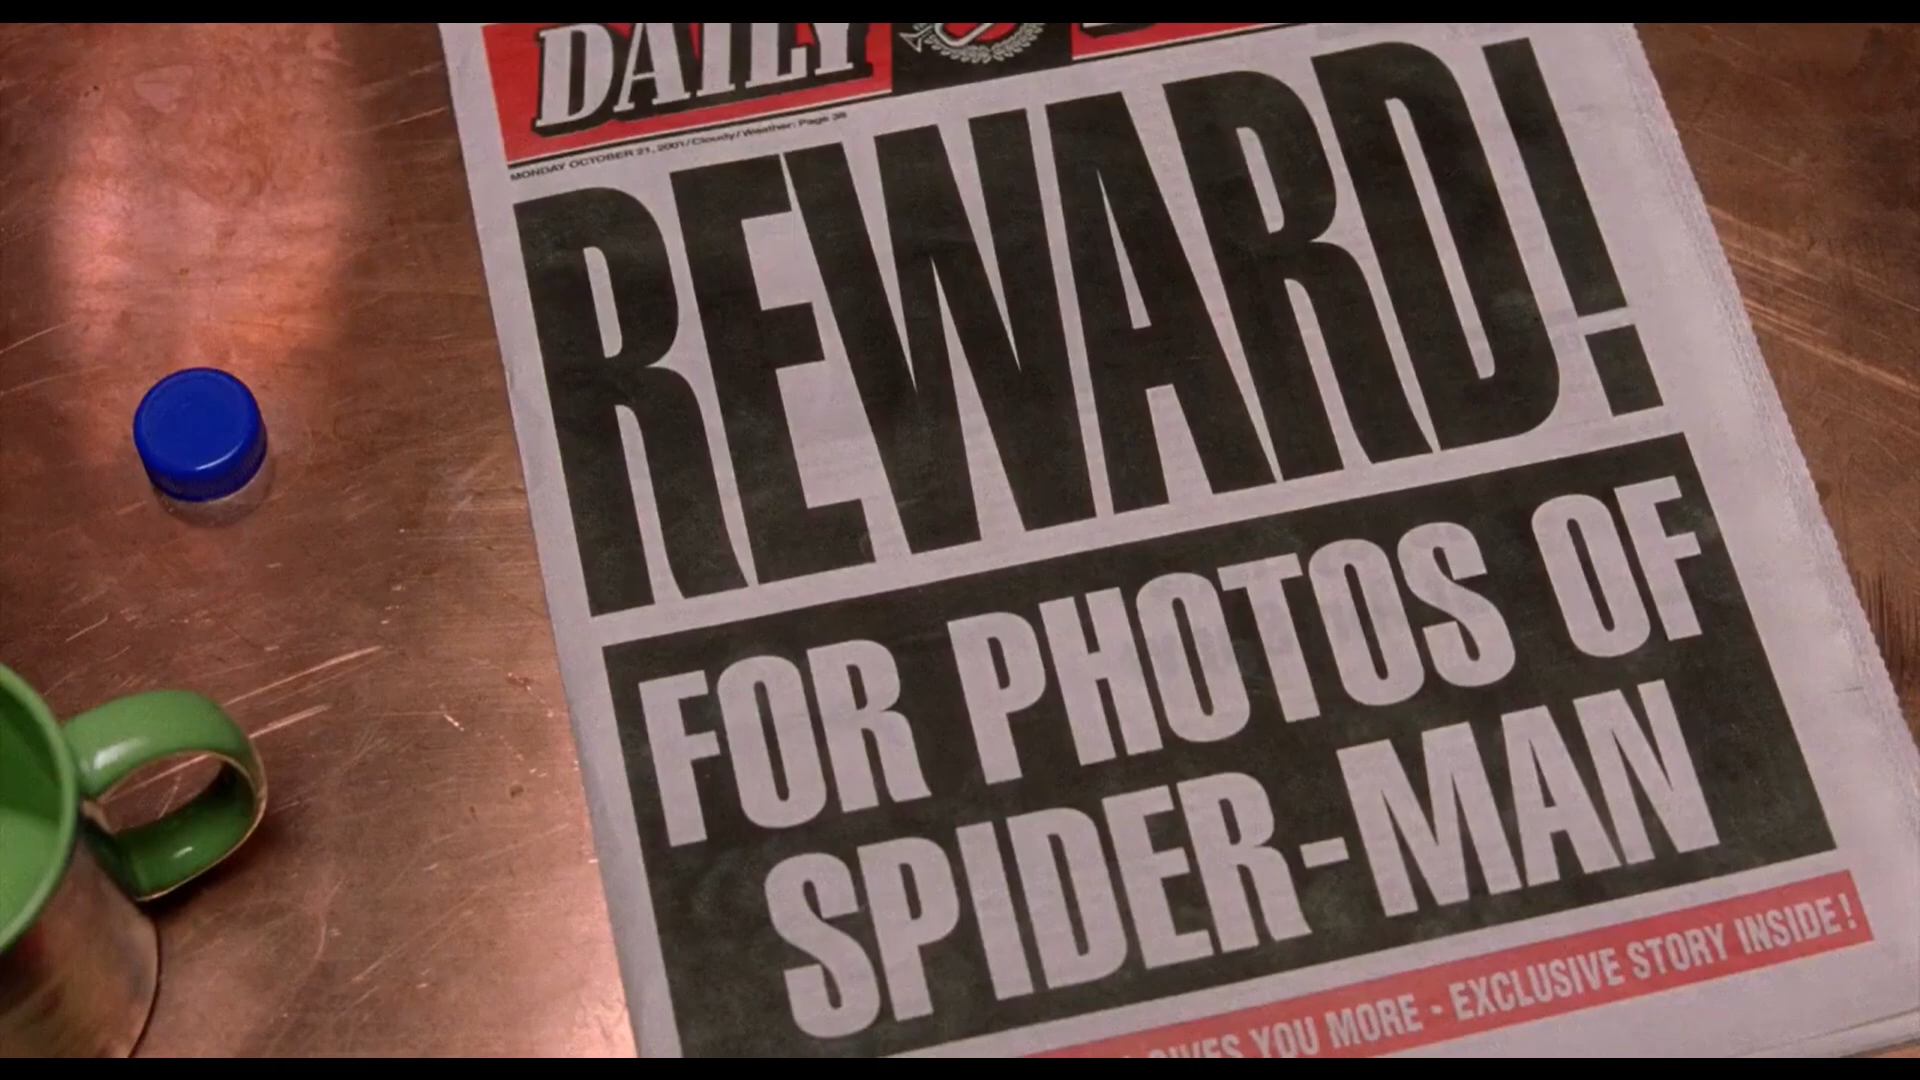 DAILY
MONDAY OCTOBER 21, 2001/Cloudy/Weather: Page 38
REWARD!
FOR PHOTOS OF
SPIDER-MAN
GIVES YOU MORE · EXCLUSIVE STORY INSIDE!